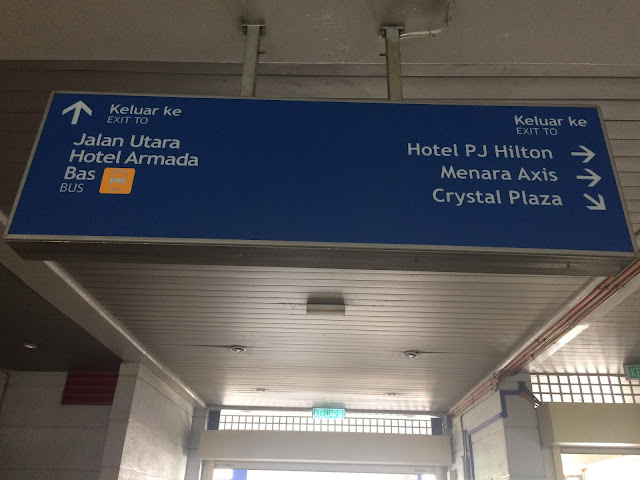 Keluar ke
EXIT TO
Jalan Utara
Hotel Armada
Bas
BUS
Keluar ke
EXIT TO
Hotel PJ Hilton
Menara Axis
Crystal Plaza
KELUAR